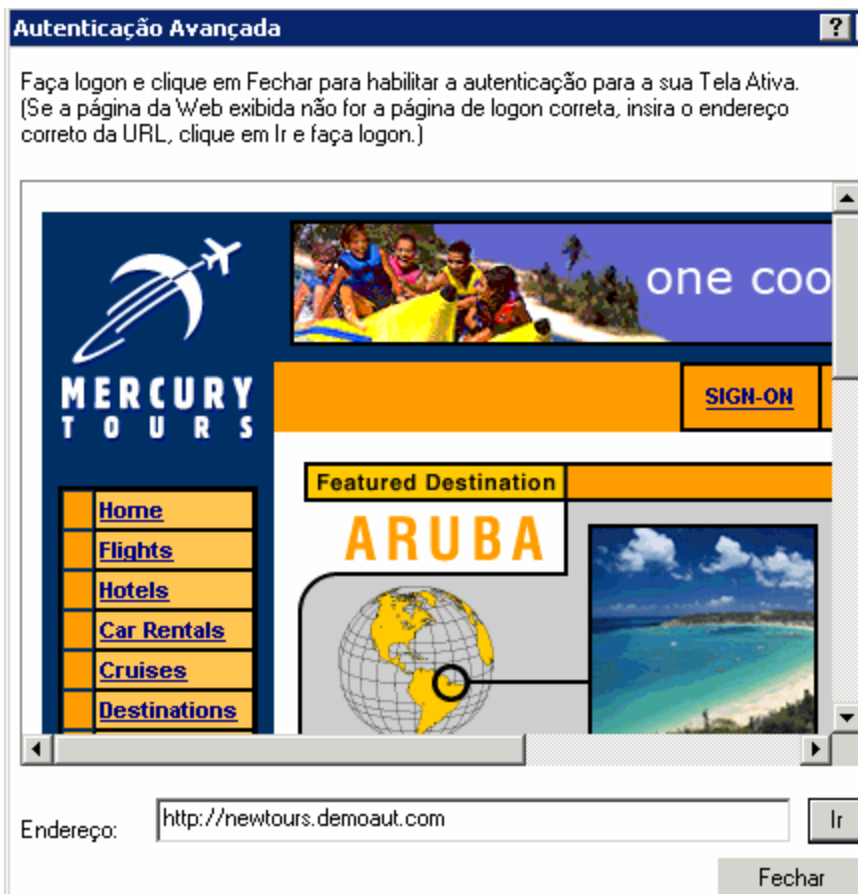 Autenticação Avançada
?
Faça logon e clique em Fechar para habilitar a autenticação para a sua Tela Ativa.
(Se a página da Web exibida não for a página de logon correta, insira o endereço
correto da URL, clique em Ir e faça logon.)
one coo
MERCURY
TOURS
SIGN-ON
Featured Destination
ARUBA
Home
Flights
Hotels
Car Rentals
Cruises
Destinations
Endereço:
http://newtours.demoaut.com
Ir
Fechar